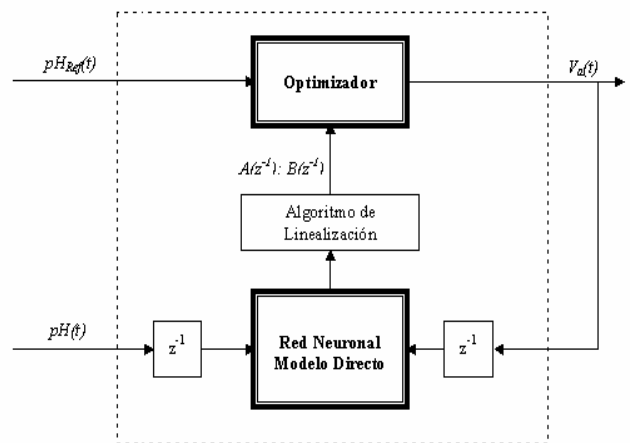 pH_Ref(t)
Optimizador
V_a(t)
A(z^-1); B(z^-1)
Algoritmo de
Linealización
pH(t)
z^-1
Red Neuronal
Modelo Directo
z^-1